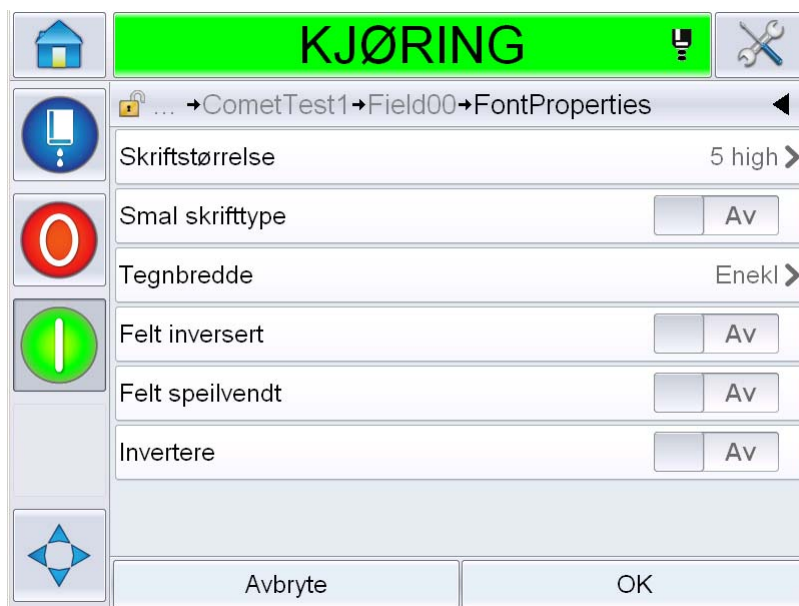 KJØRING
... →CometTest1→Field00→FontProperties
Skriftstørrelse 5 high
Smal skrifttype Av
Tegnbredde Enekl
Felt inversert Av
Felt speilvendt Av
Invertere Av
Avbryte OK